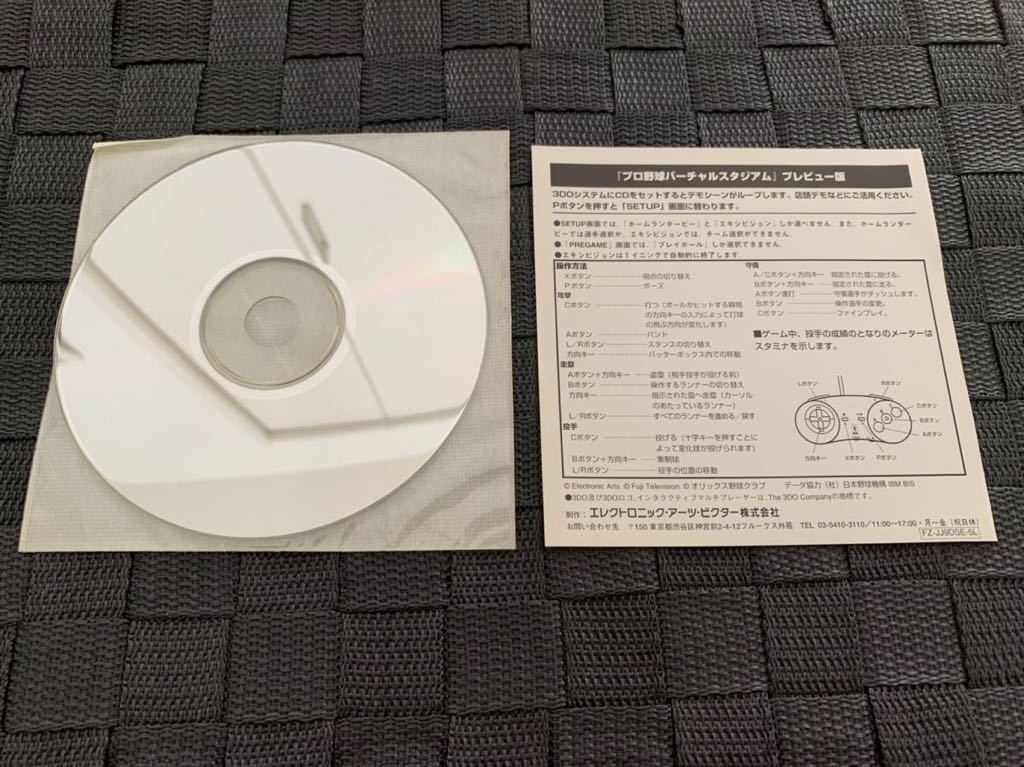 『プロ野球バーチャルスタジアム』プレビュー版
3DOシステムにCDをセットするとデモシーンがループします。店頭デモなどにご活用ください。
Pボタンを押すと「SETUP」画面に替わります。
●SETUP画面では、「ホームランダービー」と「エキシビジョン」しか選べません。また、ホームランダー
ビーでは選手選択が、エキシビジョンでは、チーム選択ができません。
●「PREGAME」画面では、「プレイボール」しか選択できません。
●エキシビジョンは1イニングで自動的に終了します。
操作方法
Xボタン……………視点の切り替え
Pボタン……………ポーズ
攻撃
Cボタン……………打つ(ボールがヒットする瞬間
の方向キーの入力によって打球
の飛ぶ方向が変化します)
Aボタン……………バント
L/Rボタン…………スタンスの切り替え
方向キー……………バッターボックス内での移動
走塁
Aボタン+方向キー……盗塁(相手投手が投げる前)
Bボタン……………操作するランナーの切り替え
方向キー……………指示された塁へ走塁(カーソル
のあたっているランナー)
L/Rボタン…………すべてのランナーを進める/戻す
投手
Cボタン……………投げる(十字キーを押すことに
よって変化球が投げられます)
Bボタン+方向キー……牽制球
L/Rボタン…………投手の位置の移動
守備
A/Cボタン+方向キー 指定された塁に投げる。
Bボタン+方向キー……指定された塁に走る。
Aボタン連打…………守備選手がダッシュします。
Bボタン……………操作選手の変更。
Cボタン……………ファインプレイ。
■ゲーム中、投手の成績のとなりのメーターは
スタミナを示します。
Lボタン
Rボタン
Cボタン
Bボタン
Aボタン
方向キー
Xボタン
Pボタン
© Electronic Arts. © Fuji Television. © オリックス野球クラブ データ協力(社)日本野球機構 IBM BIS
●3DO及び3DOロゴ、インタラクティブマルチプレーヤーは、The 3DO Companyの商標です。
制作:エレクトロニック・アーツ・ビクター株式会社
お問い合わせ先 〒150 東京都渋谷区神宮前2-4-12フルークス外苑 TEL 03-5410-3110/11:00~17:00・月~金(祝日休)
FZ-JJ9DSE-5L